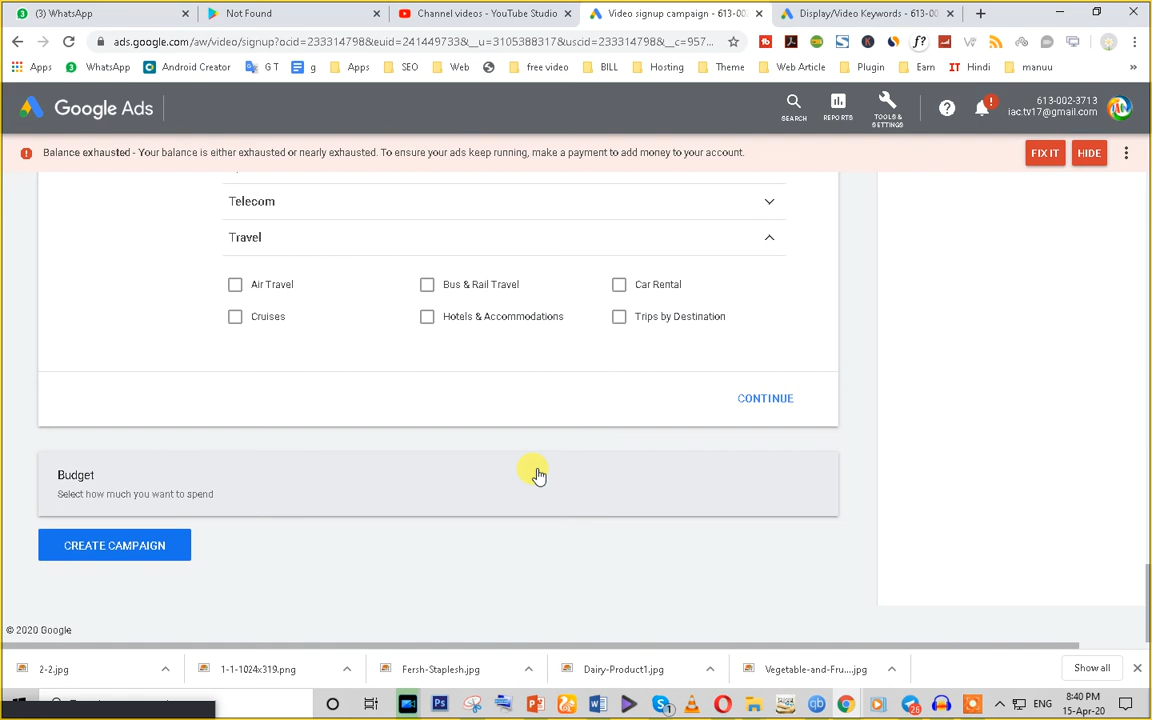 (3) WhatsApp
Not Found
Channel videos - YouTube Studio
Video signup campaign - 613-00
Display/Video Keywords - 613-00
ads.google.com/aw/video/signup?ocid=233314798&euid=241449733&__u=3105388317&uscid=233314798&__c=957...
Apps
WhatsApp
Android Creator
G T
g
Apps
SEO
Web
free video
BILL
Hosting
Theme
Web Article
Plugin
Earn
IT Hindi
manuu
Google Ads
SEARCH
REPORTS
TOOLS & SETTINGS
613-002-3713
iac.tv17@gmail.com
Balance exhausted - Your balance is either exhausted or nearly exhausted. To ensure your ads keep running, make a payment to add money to your account.
FIX IT
HIDE
Telecom
Travel
Air Travel
Bus & Rail Travel
Car Rental
Cruises
Hotels & Accommodations
Trips by Destination
CONTINUE
Budget
Select how much you want to spend
CREATE CAMPAIGN
© 2020 Google
2-2.jpg
1-1-1024x319.png
Fersh-Staplesh.jpg
Dairy-Product1.jpg
Vegetable-and-Fru....jpg
Show all
ENG
8:40 PM
15-Apr-20